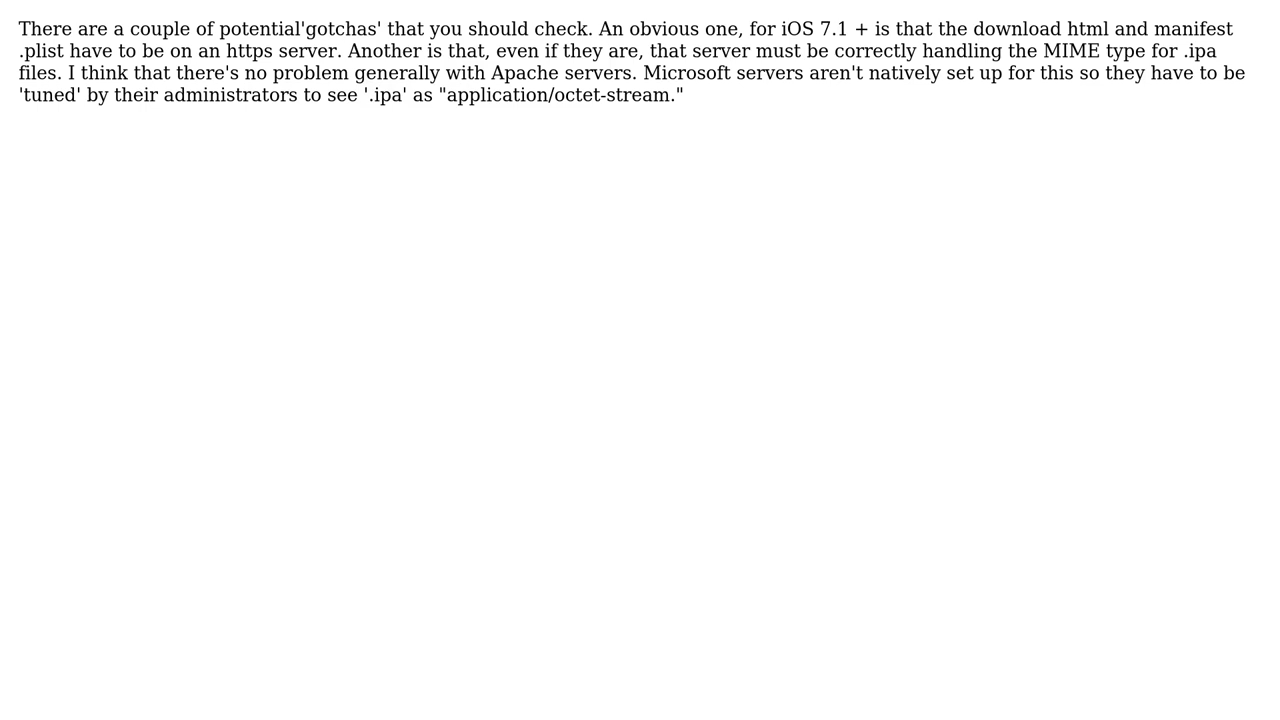 There are a couple of potential'gotchas' that you should check. An obvious one, for iOS 7.1 + is that the download html and manifest
.plist have to be on an https server. Another is that, even if they are, that server must be correctly handling the MIME type for .ipa
files. I think that there's no problem generally with Apache servers. Microsoft servers aren't natively set up for this so they have to be
'tuned' by their administrators to see '.ipa' as "application/octet-stream."